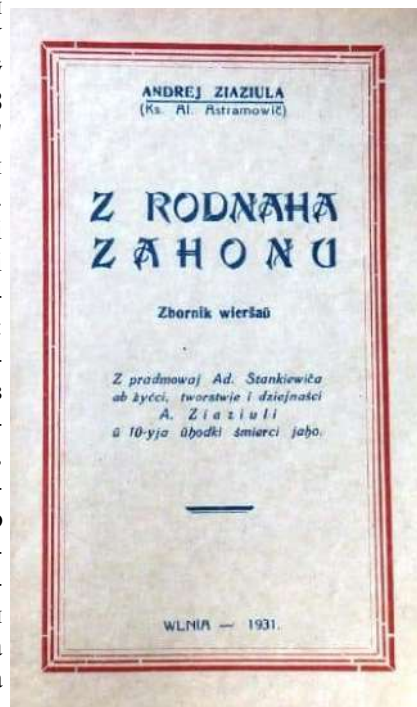 ANDREJ ZIAZIULA
(Ks. Al. Astramowič)
Z RODNAHA
ZAHONU
Zbornik wieršaŭ
Z pradmowaj Ad. Stankiewiča
ab žyćci, tworstwie i dziejnaści
A. Ziaziuli
ŭ 10-yja ŭhodki śmierci jaho.
WLNIA — 1931.